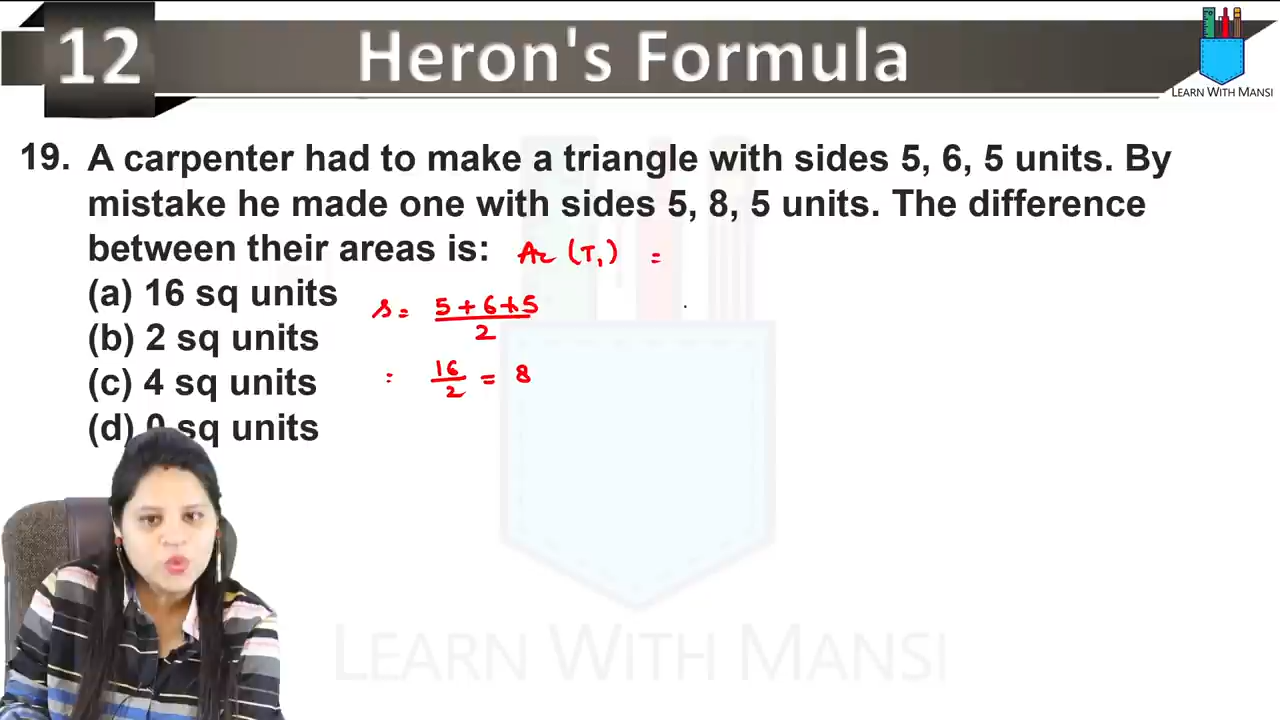 12 Heron's Formula
LEARN WITH MANSI
19. A carpenter had to make a triangle with sides 5, 6, 5 units. By
mistake he made one with sides 5, 8, 5 units. The difference
between their areas is: Ar (T₁) =
(a) 16 sq units
s = 5 + 6 + 5 / 2
(b) 2 sq units
= 16/2 = 8
(c) 4 sq units
(d) 0 sq units
LEARN WITH MANSI